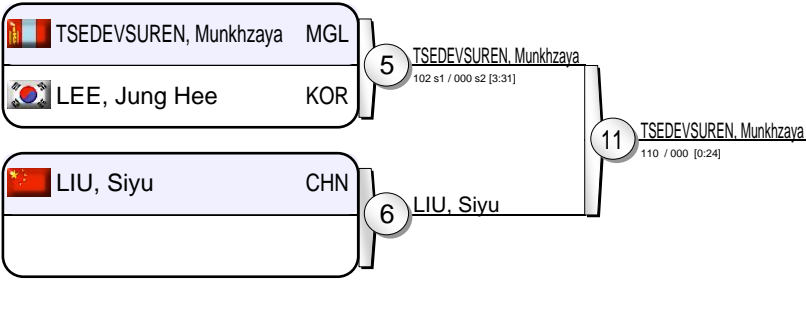 TSEDEVSUREN, Munkhzaya MGL
LEE, Jung Hee KOR
5
TSEDEVSUREN, Munkhzaya
102 s1 / 000 s2 [3:31]
LIU, Siyu CHN
6
LIU, Siyu
11
TSEDEVSUREN, Munkhzaya
110 / 000 [0:24]